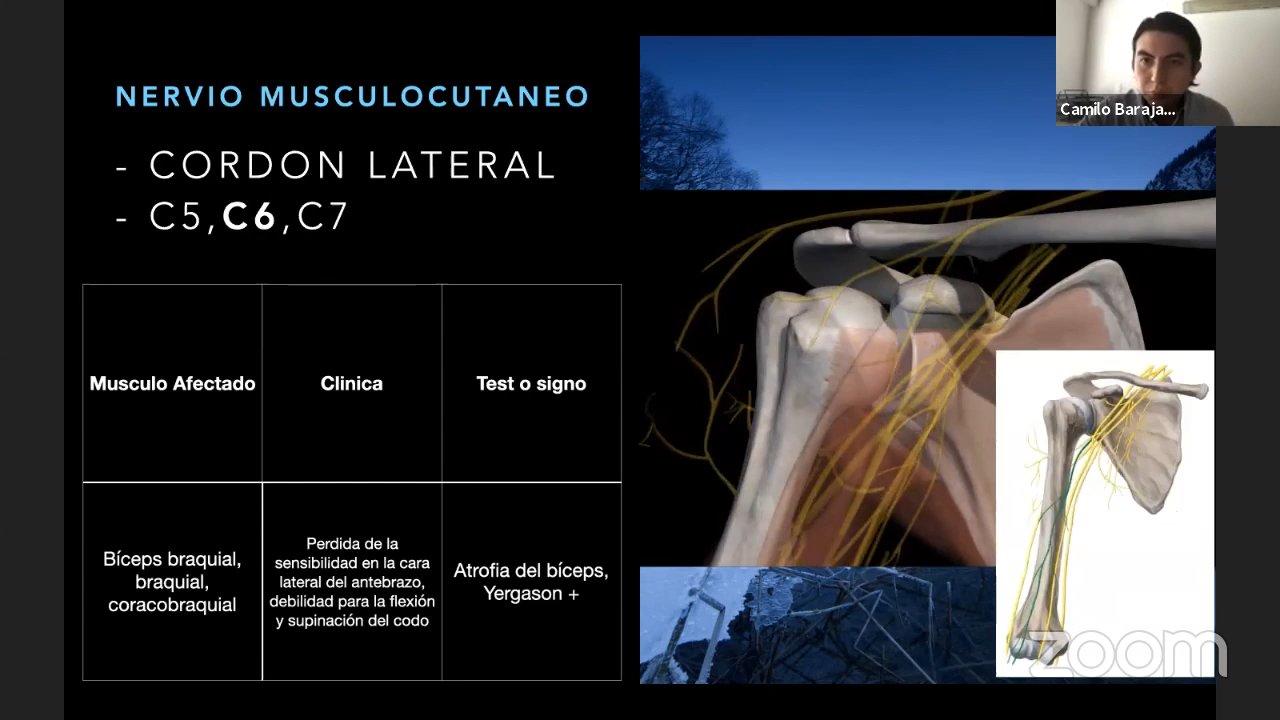 NERVIO MUSCULOCUTANEO
- CORDON LATERAL
- C5,C6,C7
Musculo Afectado
Clinica
Test o signo
Bíceps braquial,
braquial,
coracobraquial
Perdida de la
sensibilidad en la cara
lateral del antebrazo,
debilidad para la flexión
y supinación del codo
Atrofia del bíceps,
Yergason +
Camilo Baraja...
zoom